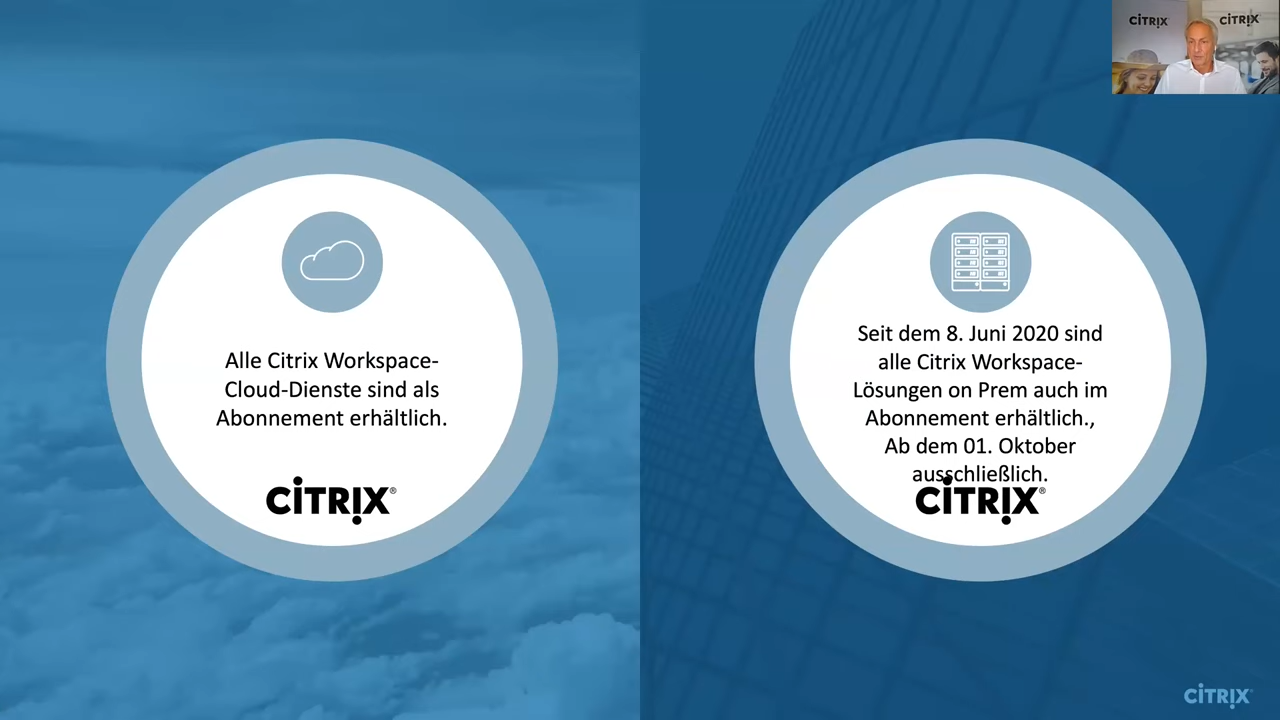 CITRIX
CITRIX
Alle Citrix Workspace-
Cloud-Dienste sind als
Abonnement erhältlich.
CITRIX®
Seit dem 8. Juni 2020 sind
alle Citrix Workspace-
Lösungen on Prem auch im
Abonnement erhältlich.,
Ab dem 01. Oktober
ausschließlich.
CITRIX®
CITRIX